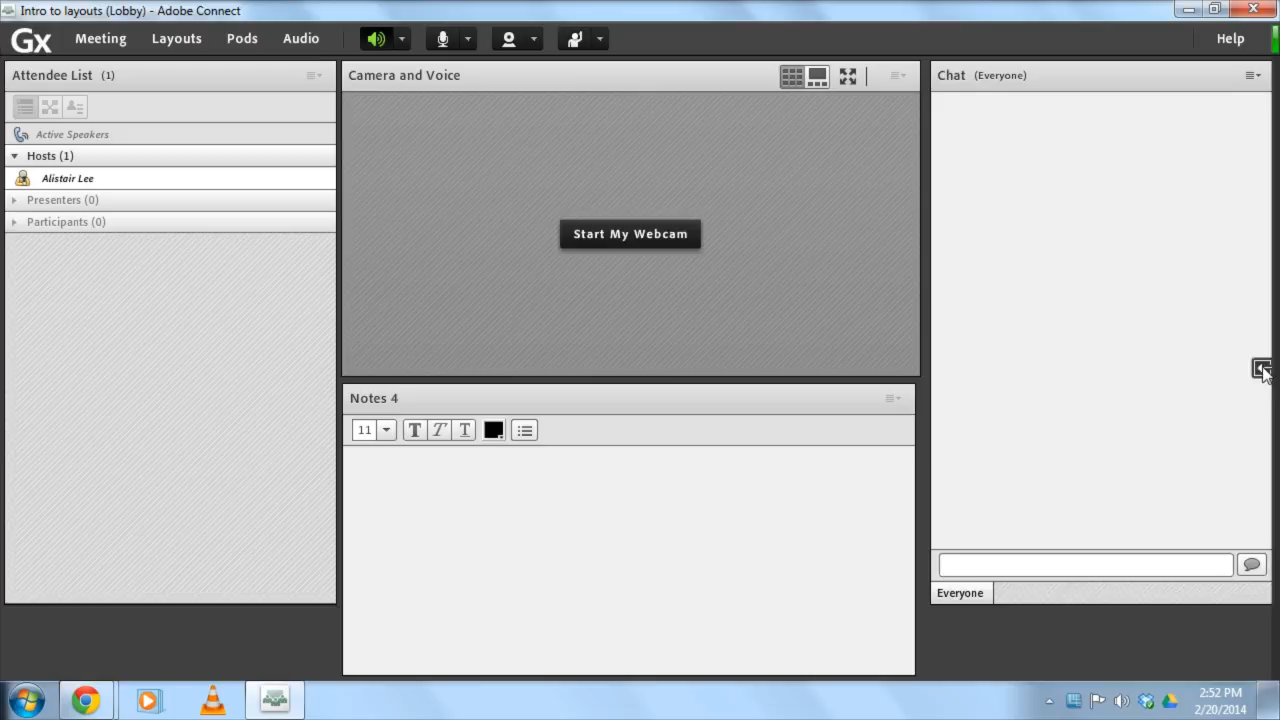 Intro to layouts (Lobby) - Adobe Connect
Gx Meeting Layouts Pods Audio Help
Attendee List (1)
Active Speakers
Hosts (1)
Alistair Lee
Presenters (0)
Participants (0)
Camera and Voice
Start My Webcam
Notes 4
11 T T T
Chat (Everyone)
Everyone
2:52 PM
2/20/2014